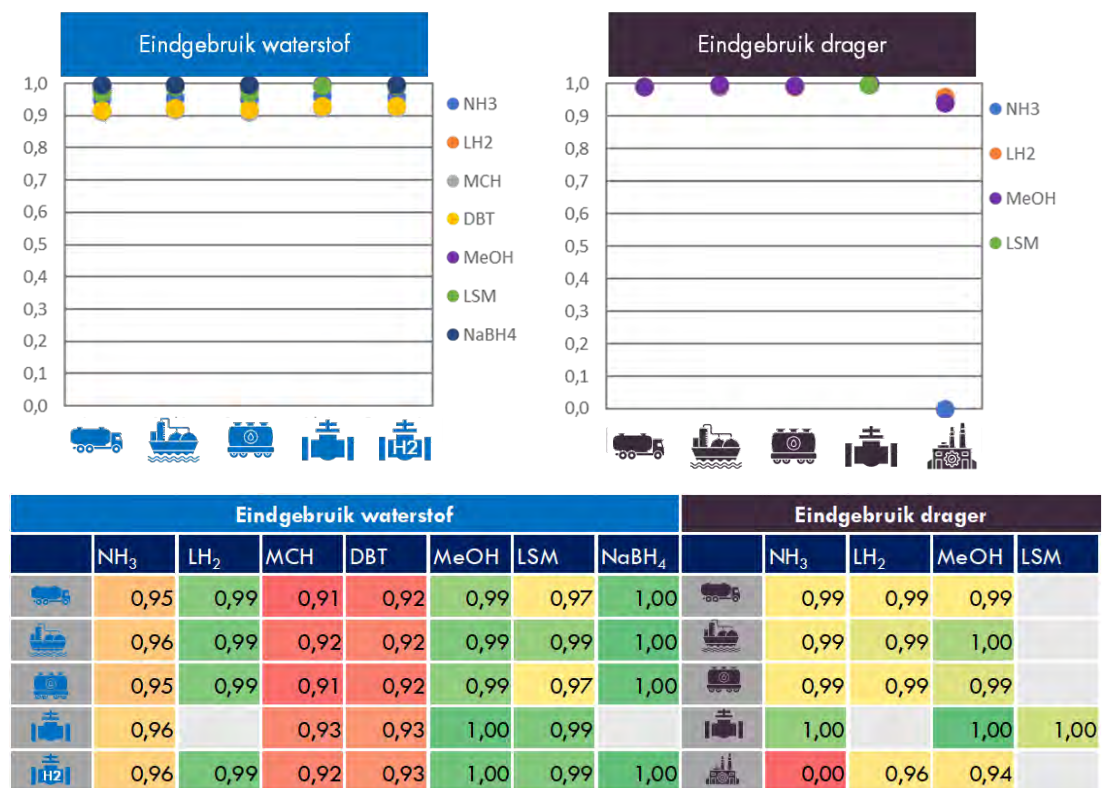 Eindgebruik waterstof
1,0
0,9
0,8
0,7
0,6
0,5
0,4
0,3
0,2
0,1
0,0
NH3
LH2
MCH
DBT
MeOH
LSM
NaBH4
H2
Eindgebruik drager
1,0
0,9
0,8
0,7
0,6
0,5
0,4
0,3
0,2
0,1
0,0
NH3
LH2
MeOH
LSM
Eindgebruik waterstof Eindgebruik drager
NH₃ LH₂ MCH DBT MeOH LSM NaBH₄ NH₃ LH₂ MeOH LSM
0,95 0,99 0,91 0,92 0,99 0,97 1,00 0,99 0,99 0,99
0,96 0,99 0,92 0,92 0,99 0,99 1,00 0,99 0,99 1,00
0,95 0,99 0,91 0,92 0,99 0,97 1,00 0,99 0,99 0,99
0,96 0,93 0,93 1,00 0,99 1,00 1,00 1,00
H2 0,96 0,99 0,92 0,93 1,00 0,99 1,00 0,00 0,96 0,94